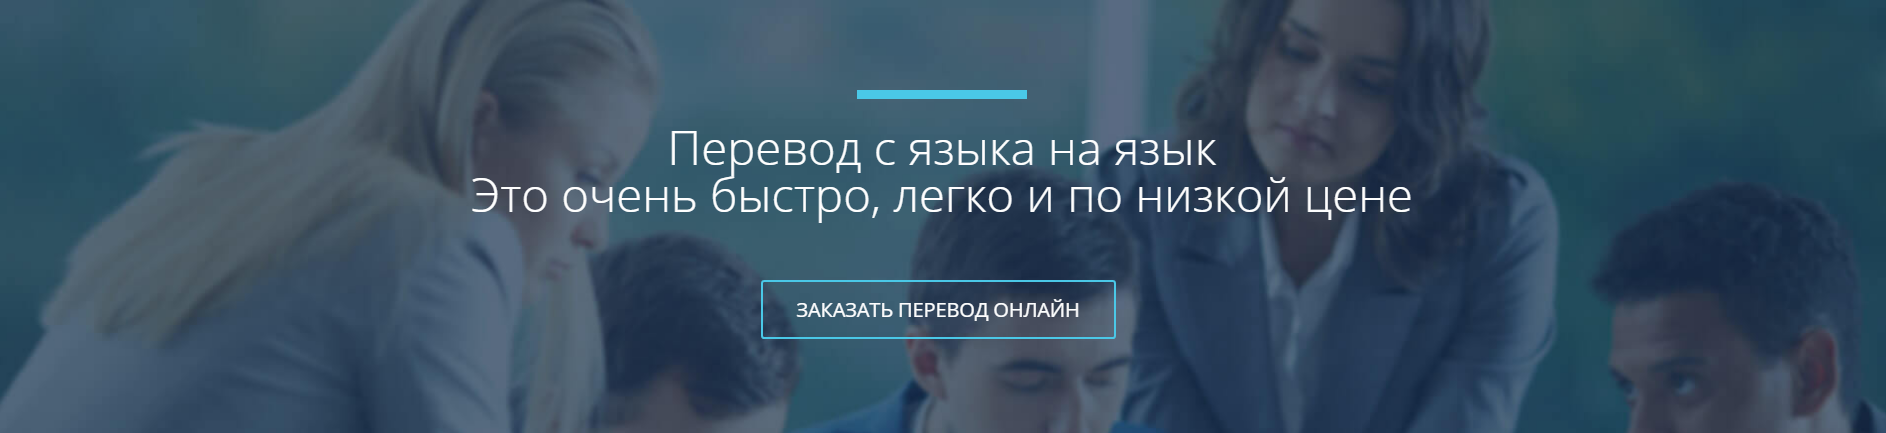 Перевод с языка на язык
Это очень быстро, легко и по низкой цене
ЗАКАЗАТЬ ПЕРЕВОД ОНЛАЙН